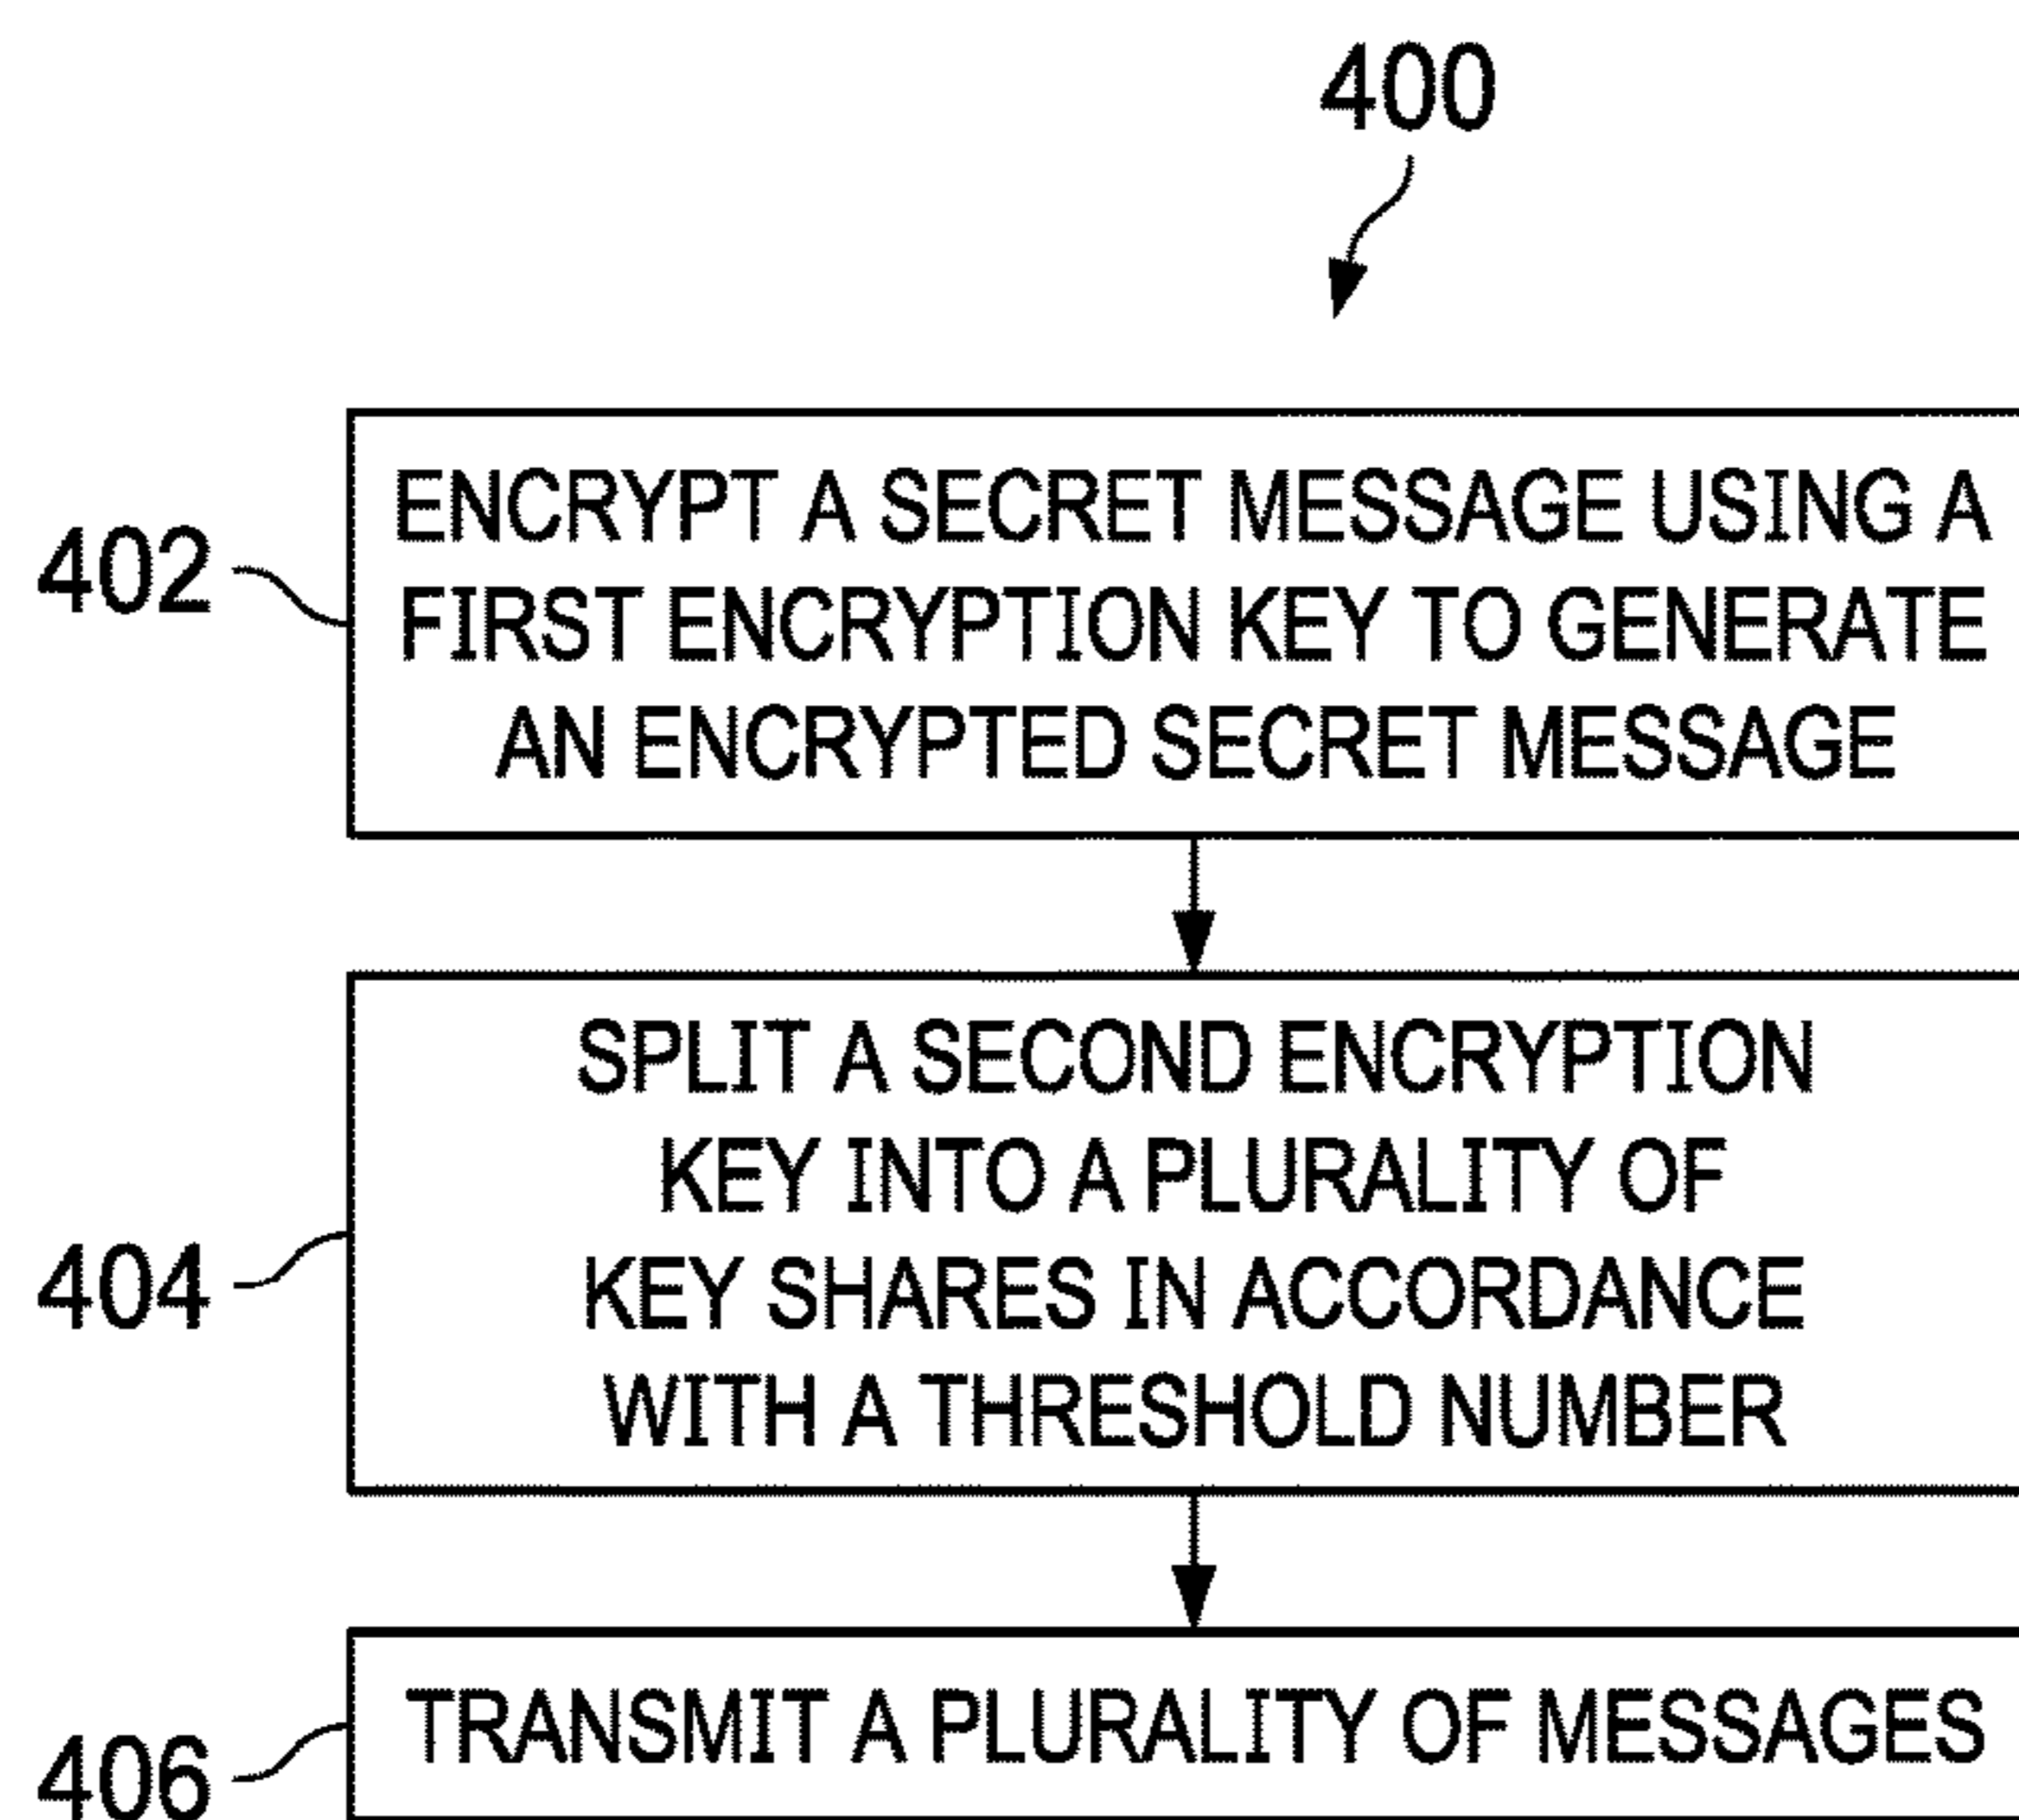 400
402
ENCRYPT A SECRET MESSAGE USING A
FIRST ENCRYPTION KEY TO GENERATE
AN ENCRYPTED SECRET MESSAGE
404
SPLIT A SECOND ENCRYPTION
KEY INTO A PLURALITY OF
KEY SHARES IN ACCORDANCE
WITH A THRESHOLD NUMBER
406
TRANSMIT A PLURALITY OF MESSAGES